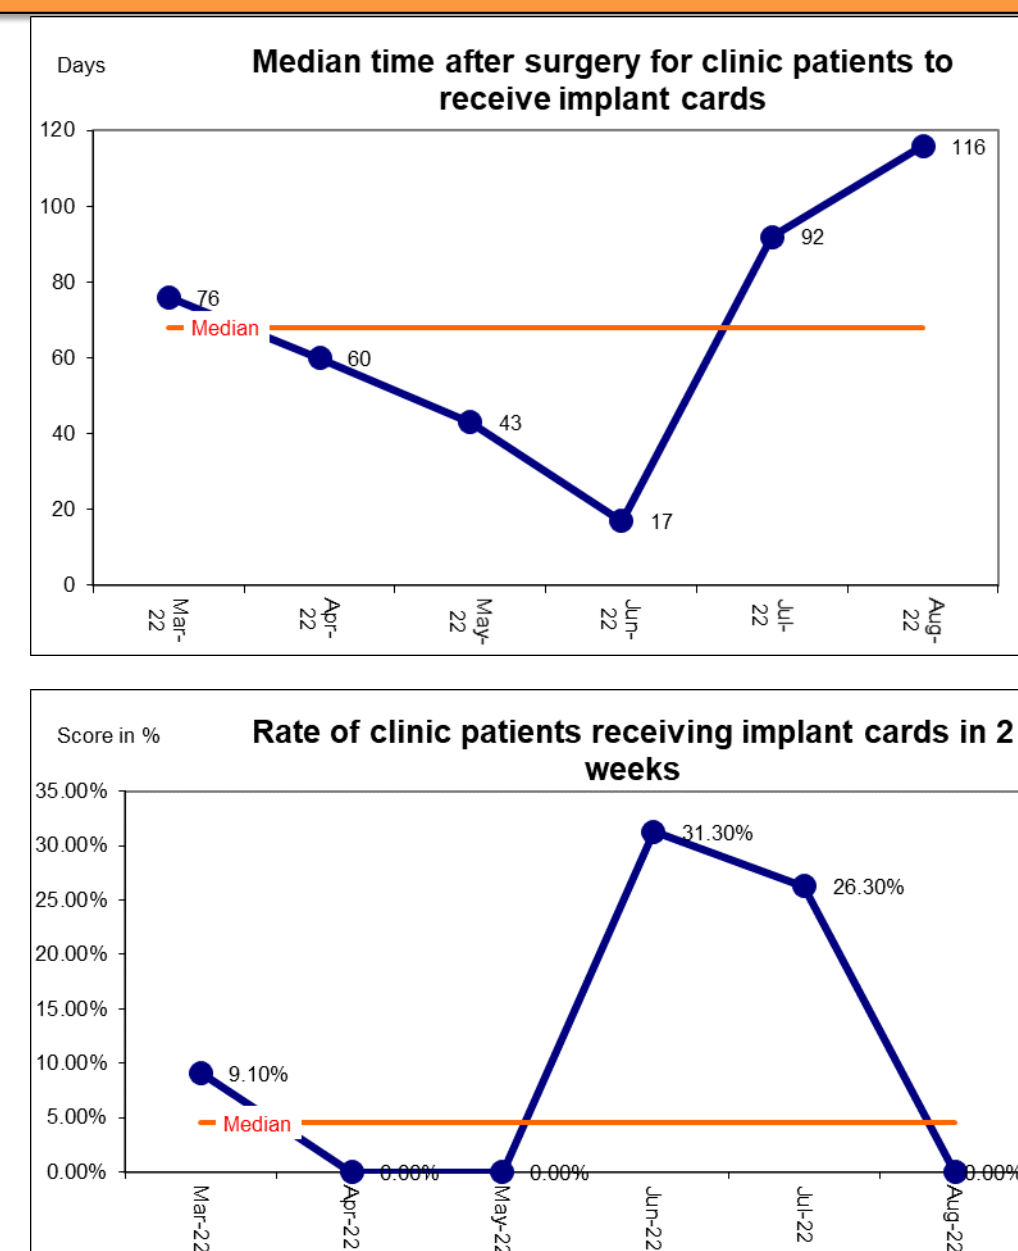 Days
Median time after surgery for clinic patients to
receive implant cards
120
100
80
60
40
20
0
76
Median
60
43
17
92
116
Mar-
22
Apr-
22
May-
22
Jun-
22
Jul-
22
Aug-
22
Score in %
Rate of clinic patients receiving implant cards in 2
weeks
35.00%
30.00%
25.00%
20.00%
15.00%
10.00%
5.00%
0.00%
9.10%
Median
0.00%
0.00%
31.30%
26.30%
0.00%
Mar-22
Apr-22
May-22
Jun-22
Jul-22
Aug-22